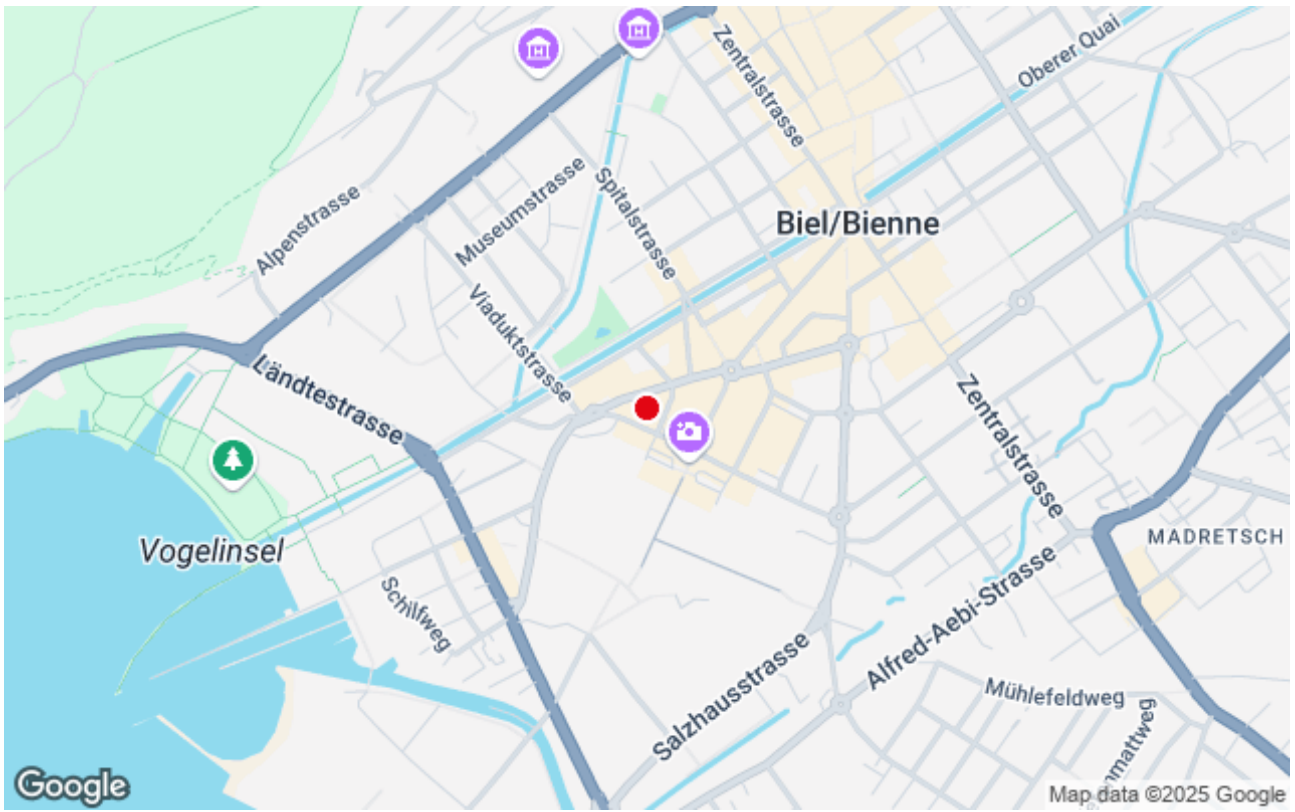 Zentralstrasse
Oberer Quai
Spitalstrasse
Museumstrasse
Alpenstrasse
Biel/Bienne
Viaduktstrasse
Ländtestrasse
Zentralstrasse
Vogelinsel
MADRETSCH
Schilfweg
Alfred-Aebi-Strasse
Salzhausstrasse
Mühlefeldweg
mmattweg
Google
Map data ©2025 Google